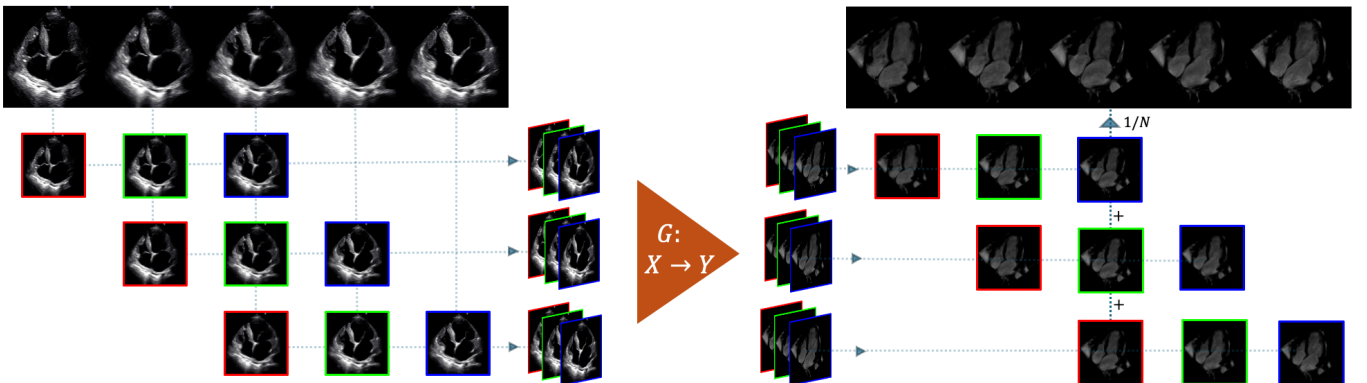 1/N
+
G:
X → Y
+